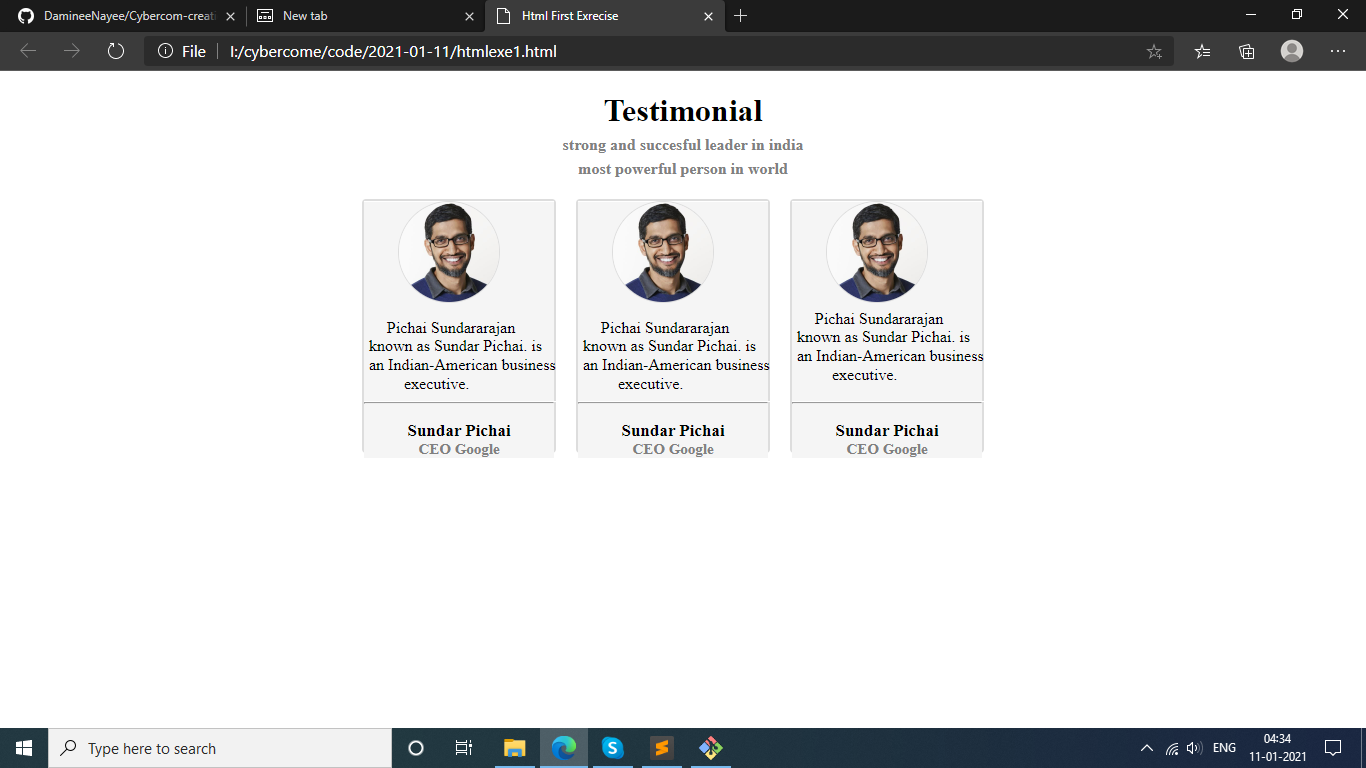 DamineeNayee/Cybercom-creati
New tab
Html First Exrecise
File
I:/cybercome/code/2021-01-11/htmlexe1.html
Testimonial
strong and succesful leader in india
most powerful person in world
Pichai Sundararajan
known as Sundar Pichai. is
an Indian-American business
executive.
Sundar Pichai
CEO Google
Pichai Sundararajan
known as Sundar Pichai. is
an Indian-American business
executive.
Sundar Pichai
CEO Google
Pichai Sundararajan
known as Sundar Pichai. is
an Indian-American business
executive.
Sundar Pichai
CEO Google
Type here to search
S
ENG
04:34
11-01-2021